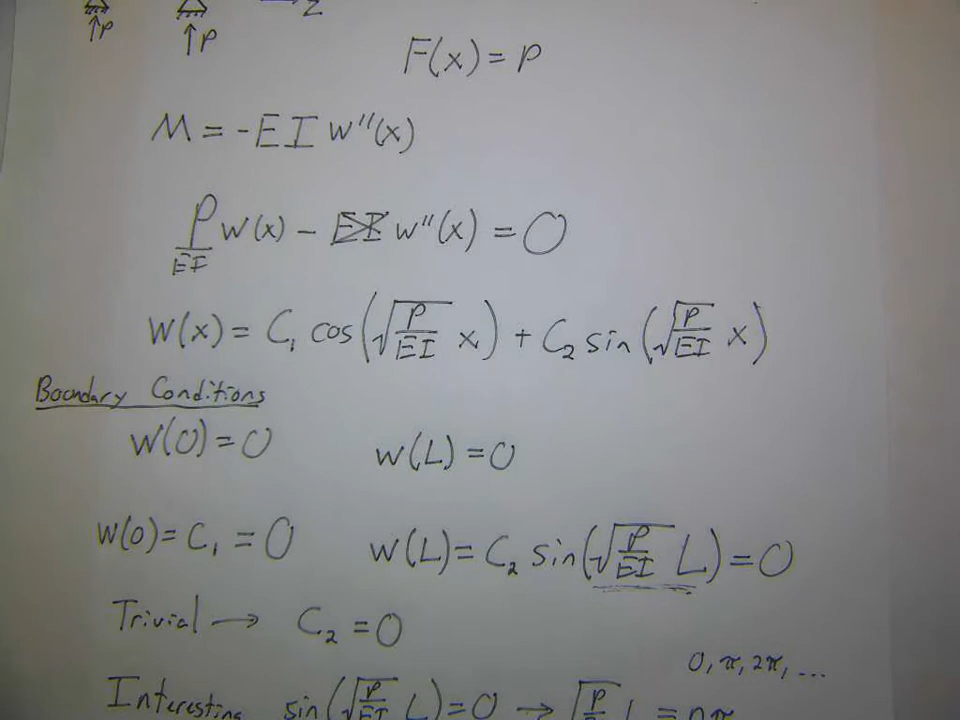 z
↑P ↑P
F(x) = P
M = -EI w''(x)
P/EI w(x) - w''(x) = 0
w(x) = C₁ cos(√(P/EI) x) + C₂ sin(√(P/EI) x)
Boundary Conditions
w(0) = 0 w(L) = 0
w(0) = C₁ = 0 w(L) = C₂ sin(√(P/EI) L) = 0
Trivial → C₂ = 0
0, π, 2π, ...
Interesting sin(√(P/EI) L) = 0 → √(P/EI) L = nπ